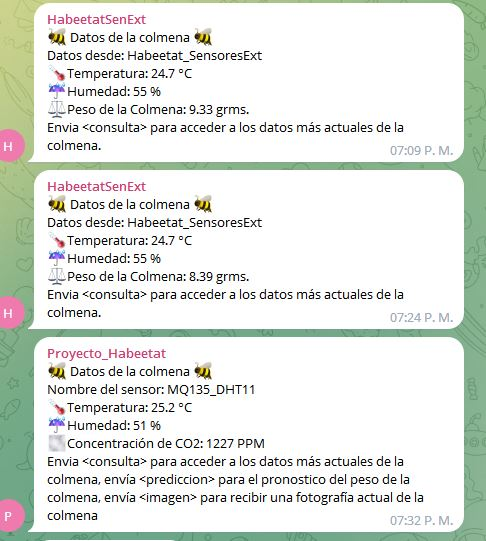 HabeetatSenExt
🐝 Datos de la colmena 🐝
Datos desde: Habeetat_SensoresExt
🌡️Temperatura: 24.7 °C
☔Humedad: 55 %
⚖️Peso de la Colmena: 9.33 grms.
Envia <consulta> para acceder a los datos más actuales de la
colmena.
H
07:09 P. M.
HabeetatSenExt
🐝 Datos de la colmena 🐝
Datos desde: Habeetat_SensoresExt
🌡️Temperatura: 24.7 °C
☔Humedad: 55 %
⚖️Peso de la Colmena: 8.39 grms.
Envia <consulta> para acceder a los datos más actuales de la
colmena.
H
07:24 P. M.
Proyecto_Habeetat
🐝 Datos de la colmena 🐝
Nombre del sensor: MQ135_DHT11
🌡️Temperatura: 25.2 °C
☔Humedad: 51 %
🌫️Concentración de CO2: 1227 PPM
Envia <consulta> para acceder a los datos más actuales de la
colmena, envía <prediccion> para el pronostico del peso de la
colmena, envía <imagen> para recibir una fotografía actual de la
colmena
P
07:32 P. M.